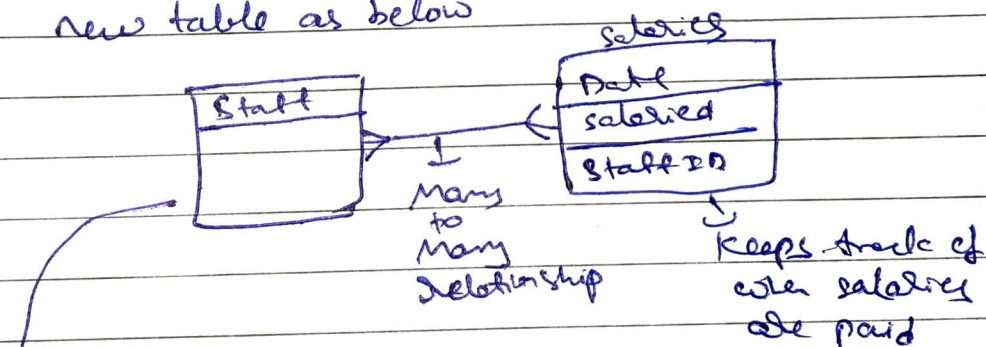 new table as below
Salaries
Staff
Date
salaried
Staff ID
Many
to
Many
relationship
Keeps track of
when salaries
are paid